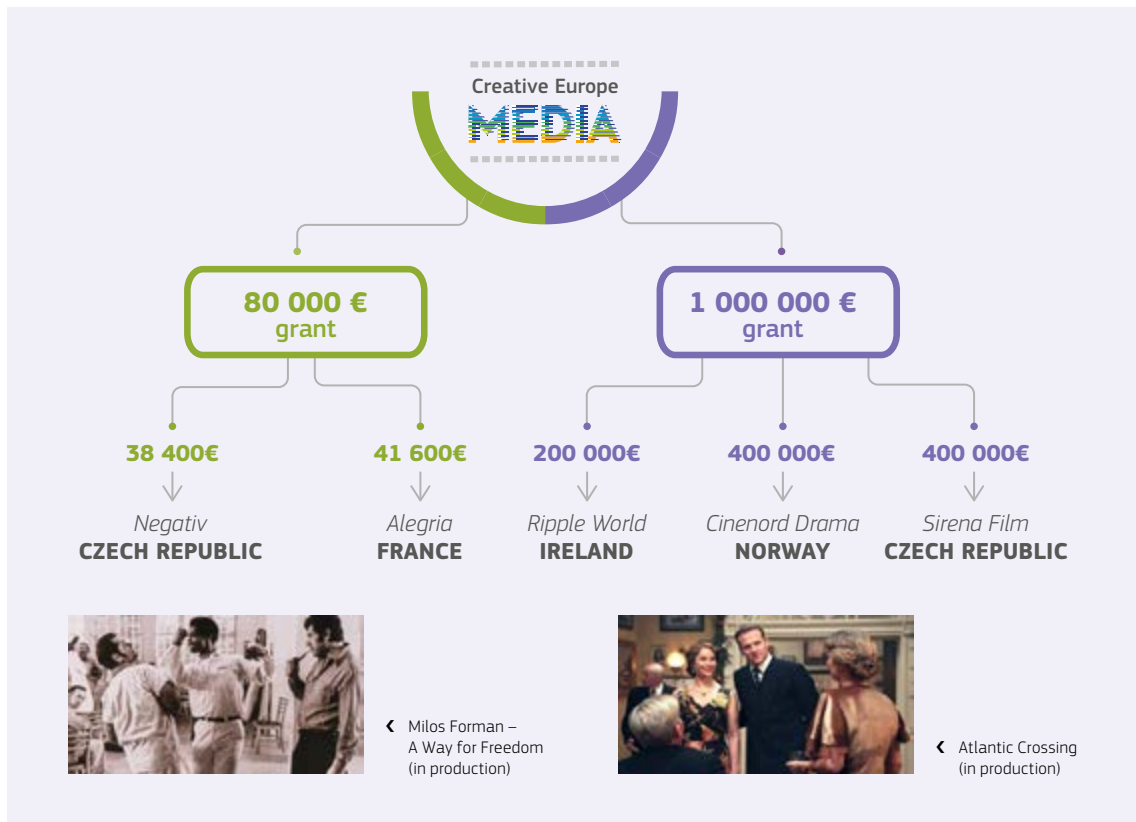 Creative Europe
MEDIA
80 000 €
grant
1 000 000 €
grant
38 400€
41 600€
200 000€
400 000€
400 000€
Negativ
CZECH REPUBLIC
Alegria
FRANCE
Ripple World
IRELAND
Cinenord Drama
NORWAY
Sirena Film
CZECH REPUBLIC
Milos Forman –
A Way for Freedom
(in production)
Atlantic Crossing
(in production)